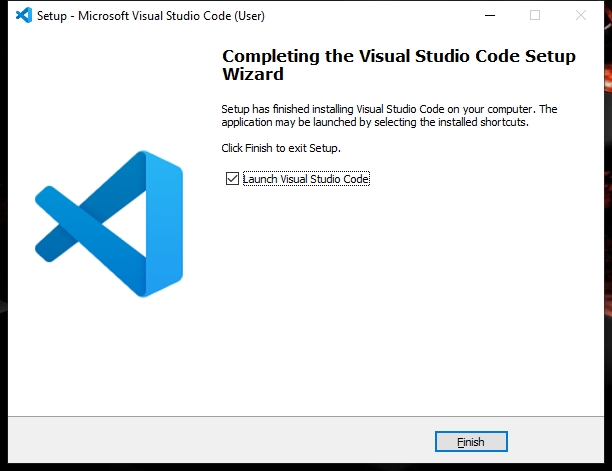 Setup - Microsoft Visual Studio Code (User)
Completing the Visual Studio Code Setup
Wizard
Setup has finished installing Visual Studio Code on your computer. The
application may be launched by selecting the installed shortcuts.
Click Finish to exit Setup.
Launch Visual Studio Code
Finish